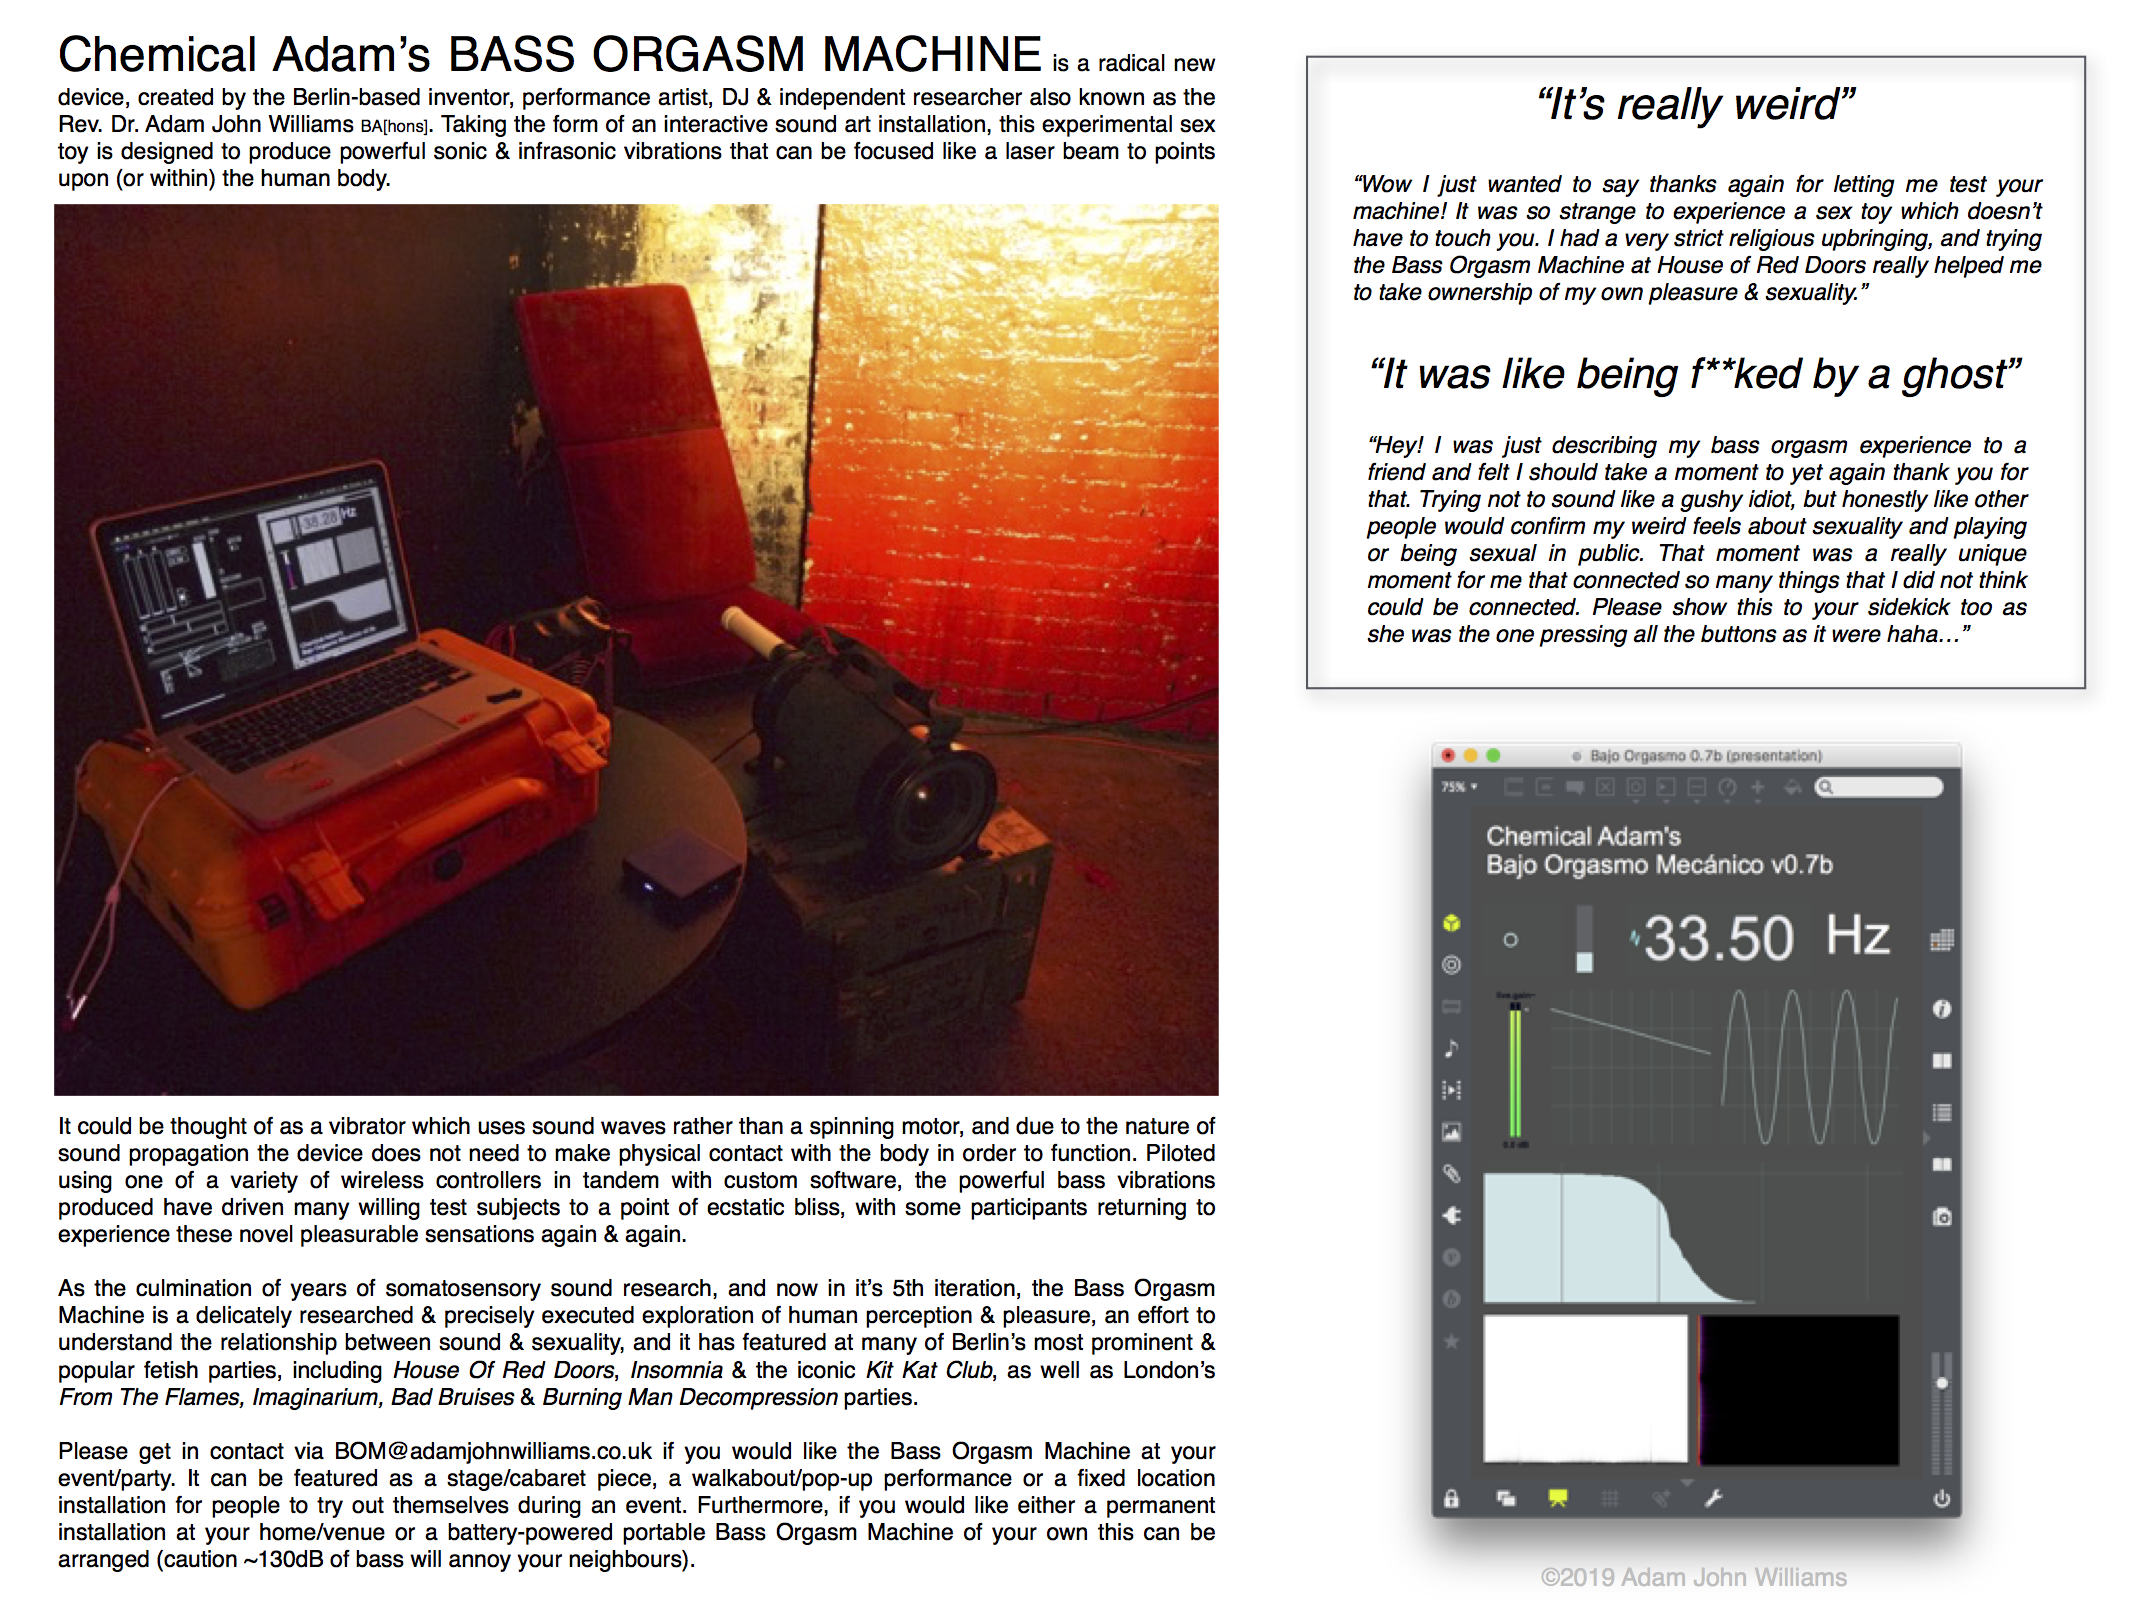 Chemical Adam's BASS ORGASM MACHINE is a radical new
device, created by the Berlin-based inventor, performance artist, DJ & independent researcher also known as the
Rev. Dr. Adam John Williams BA[hons]. Taking the form of an interactive sound art installation, this experimental sex
toy is designed to produce powerful sonic & infrasonic vibrations that can be focused like a laser beam to points
upon (or within) the human body.
38.28 Hz
It could be thought of as a vibrator which uses sound waves rather than a spinning motor, and due to the nature of
sound propagation the device does not need to make physical contact with the body in order to function. Piloted
using one of a variety of wireless controllers in tandem with custom software, the powerful bass vibrations
produced have driven many willing test subjects to a point of ecstatic bliss, with some participants returning to
experience these novel pleasurable sensations again & again.
As the culmination of years of somatosensory sound research, and now in it's 5th iteration, the Bass Orgasm
Machine is a delicately researched & precisely executed exploration of human perception & pleasure, an effort to
understand the relationship between sound & sexuality, and it has featured at many of Berlin's most prominent &
popular fetish parties, including House Of Red Doors, Insomnia & the iconic Kit Kat Club, as well as London's
From The Flames, Imaginarium, Bad Bruises & Burning Man Decompression parties.
Please get in contact via BOM@adamjohnwilliams.co.uk if you would like the Bass Orgasm Machine at your
event/party. It can be featured as a stage/cabaret piece, a walkabout/pop-up performance or a fixed location
installation for people to try out themselves during an event. Furthermore, if you would like either a permanent
installation at your home/venue or a battery-powered portable Bass Orgasm Machine of your own this can be
arranged (caution ~130dB of bass will annoy your neighbours).
“It's really weird”
“Wow I just wanted to say thanks again for letting me test your
machine! It was so strange to experience a sex toy which doesn't
have to touch you. I had a very strict religious upbringing, and trying
the Bass Orgasm Machine at House of Red Doors really helped me
to take ownership of my own pleasure & sexuality.”
“It was like being f**ked by a ghost”
“Hey! I was just describing my bass orgasm experience to a
friend and felt I should take a moment to yet again thank you for
that. Trying not to sound like a gushy idiot, but honestly like other
people would confirm my weird feels about sexuality and playing
or being sexual in public. That moment was a really unique
moment for me that connected so many things that I did not think
could be connected. Please show this to your sidekick too as
she was the one pressing all the buttons as it were haha…”
Bajo Orgasmo 0.7b (presentation)
75%
Chemical Adam's
Bajo Orgasmo Mecánico v0.7b
33.50 Hz
live.gain~
0.0 dB
©2019 Adam John Williams